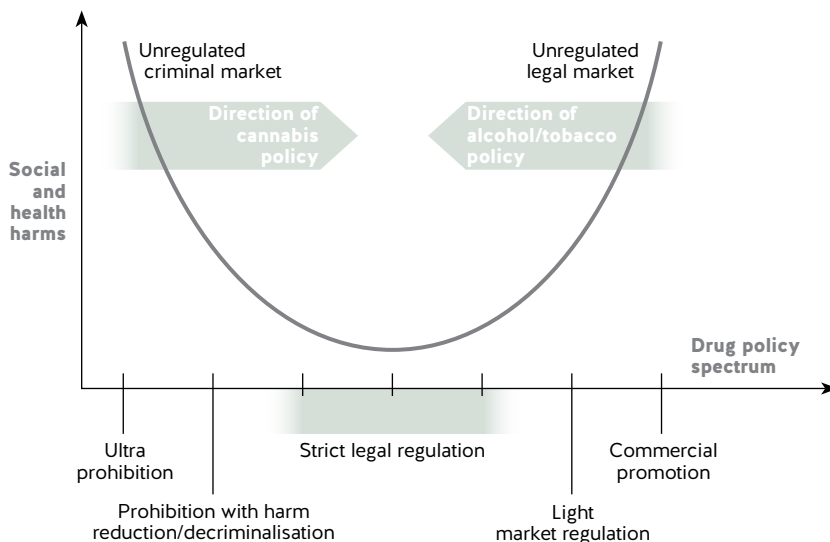 Unregulated
criminal market
Unregulated
legal market
Direction of
cannabis
policy
Direction of
alcohol/tobacco
policy
Social
and
health
harms
Drug policy
spectrum
Ultra
prohibition
Strict legal regulation
Commercial
promotion
Prohibition with harm
reduction/decriminalisation
Light
market regulation